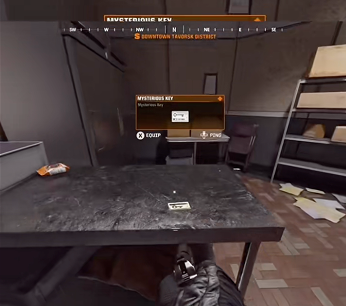 MYSTERIOUS KEY
SW W NW N NE E SE
DOWNTOWN TAVORSK DISTRICT
MYSTERIOUS KEY
Mysterious Key
EQUIP
PING